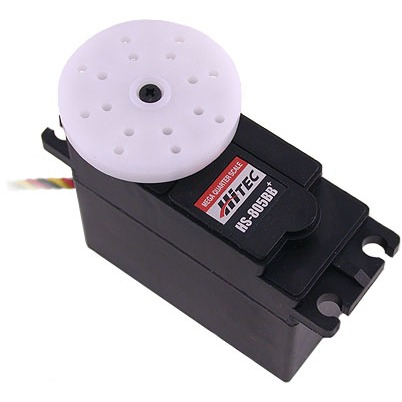 MEGA QUARTER SCALE
HiTEC
HS-805BB+